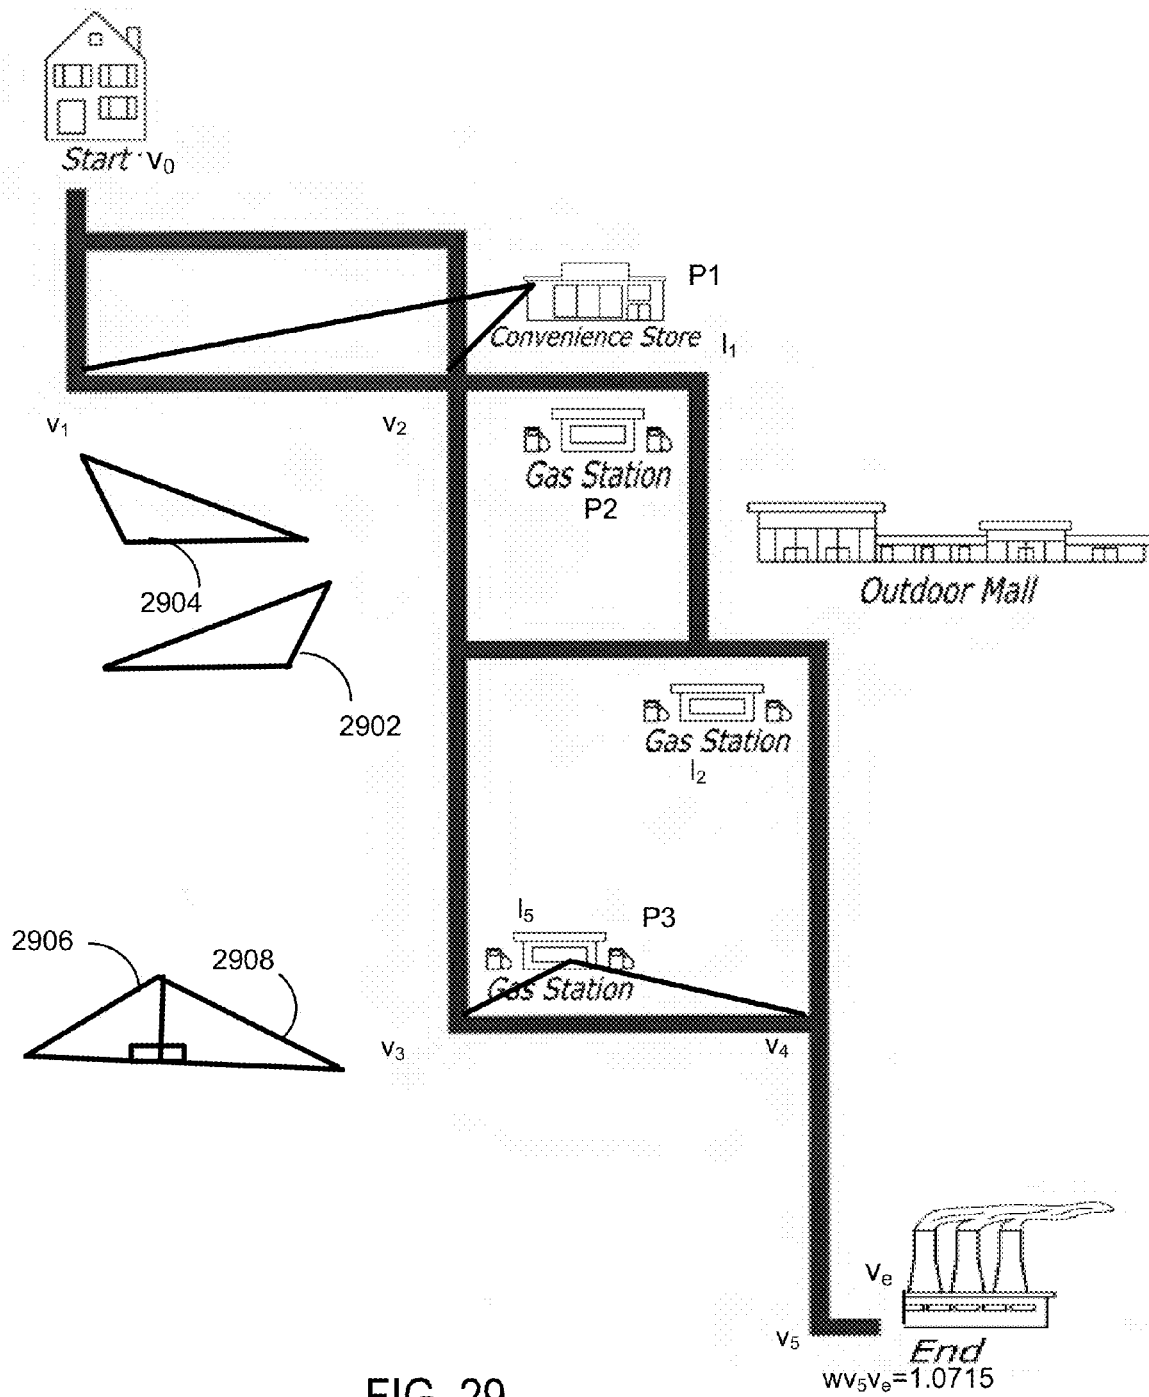 Start v0
P1
Convenience Store
l1
v1
v2
Gas Station
P2
Outdoor Mall
2904
2902
Gas Station
l2
l5
P3
2906
2908
Gas Station
v3
v4
ve
v5
End
wv5ve=1.0715
FIG. 29